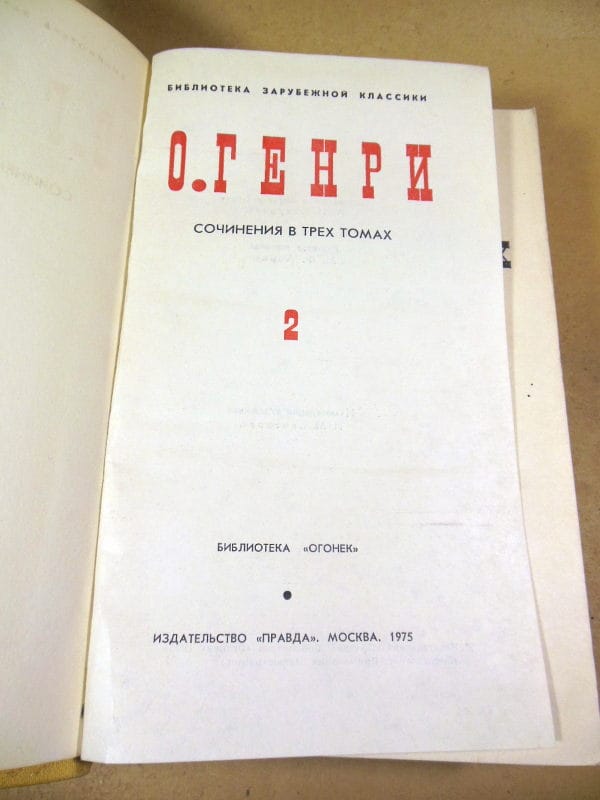 БИБЛИОТЕКА ЗАРУБЕЖНОЙ КЛАССИКИ
О.ГЕНРИ
СОЧИНЕНИЯ В ТРЕХ ТОМАХ
2
БИБЛИОТЕКА «ОГОНЕК»
ИЗДАТЕЛЬСТВО «ПРАВДА». МОСКВА. 1975